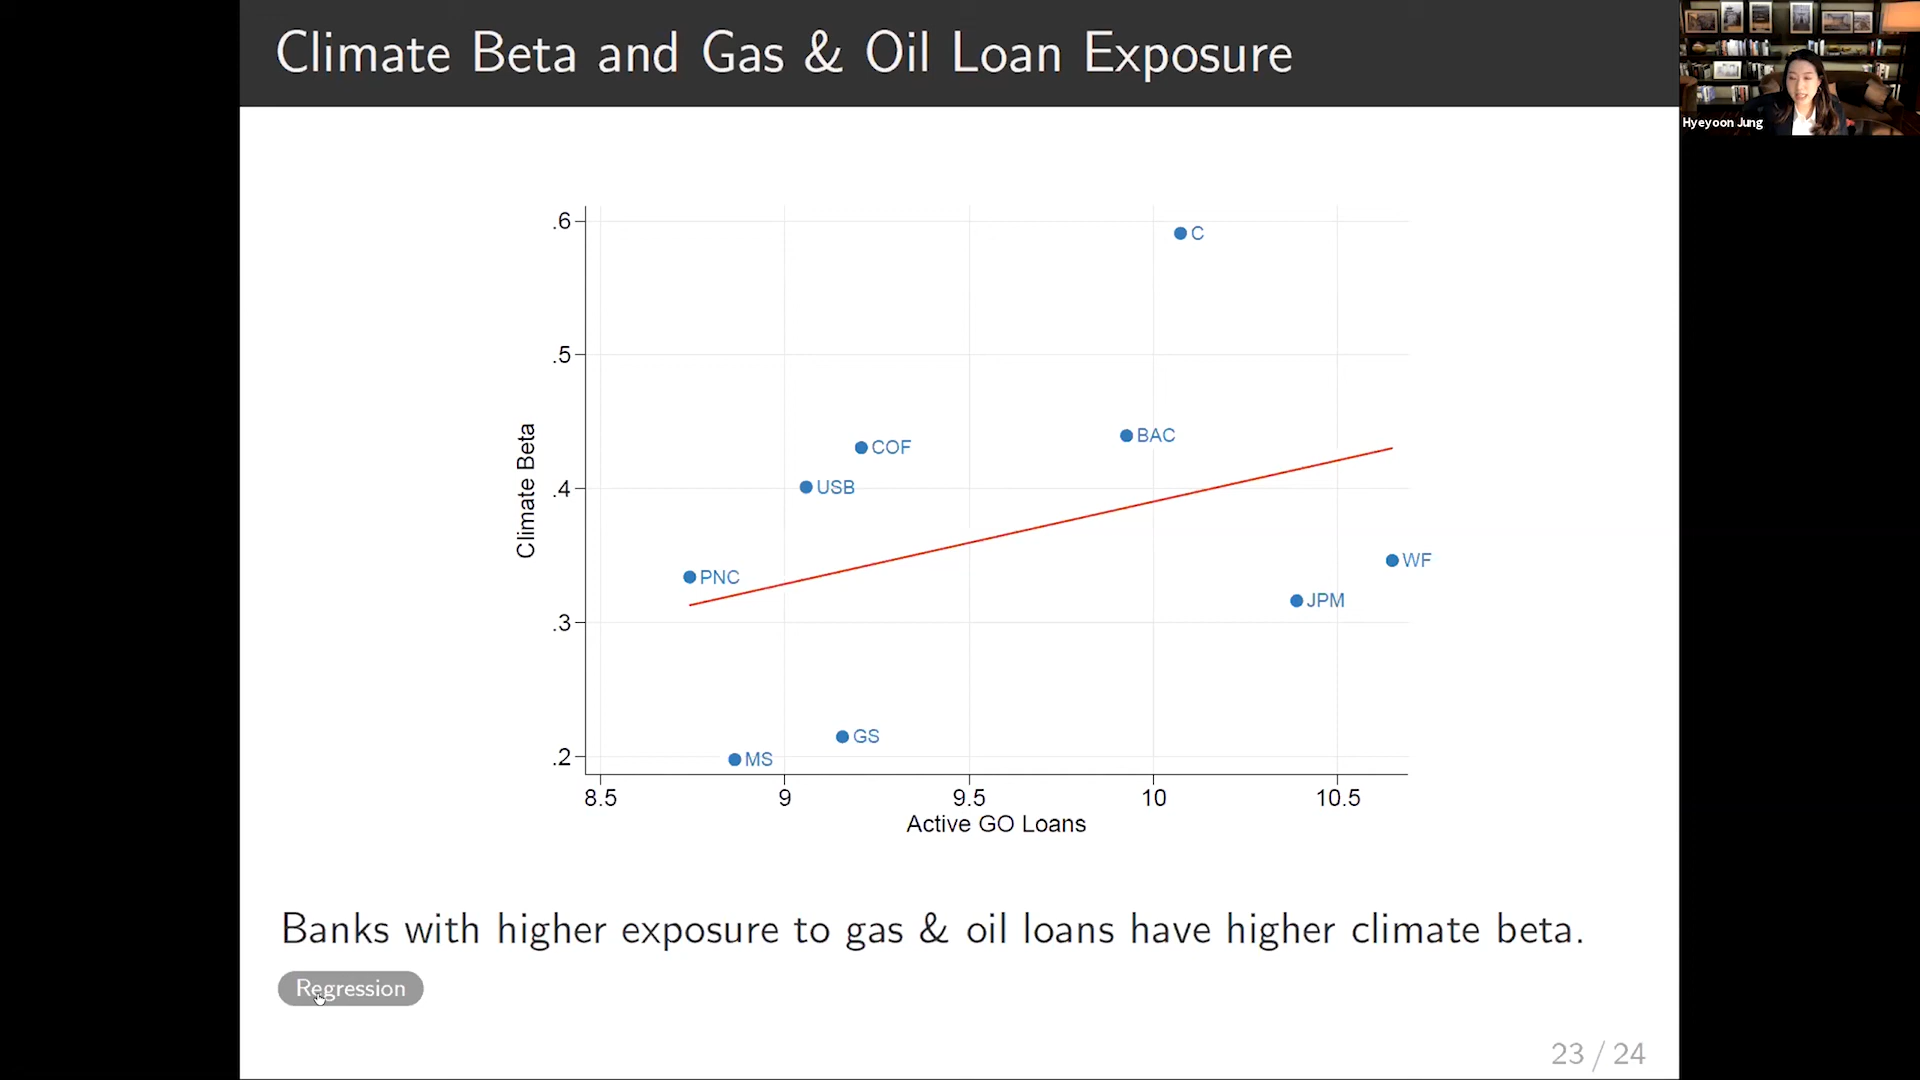 Climate Beta and Gas & Oil Loan Exposure
Hyeyoon Jung
.6
C
.5
Climate Beta
COF
BAC
.4
USB
WF
PNC
JPM
.3
GS
.2
MS
8.5 9 9.5 10 10.5
Active GO Loans
Banks with higher exposure to gas & oil loans have higher climate beta.
Regression
23 / 24